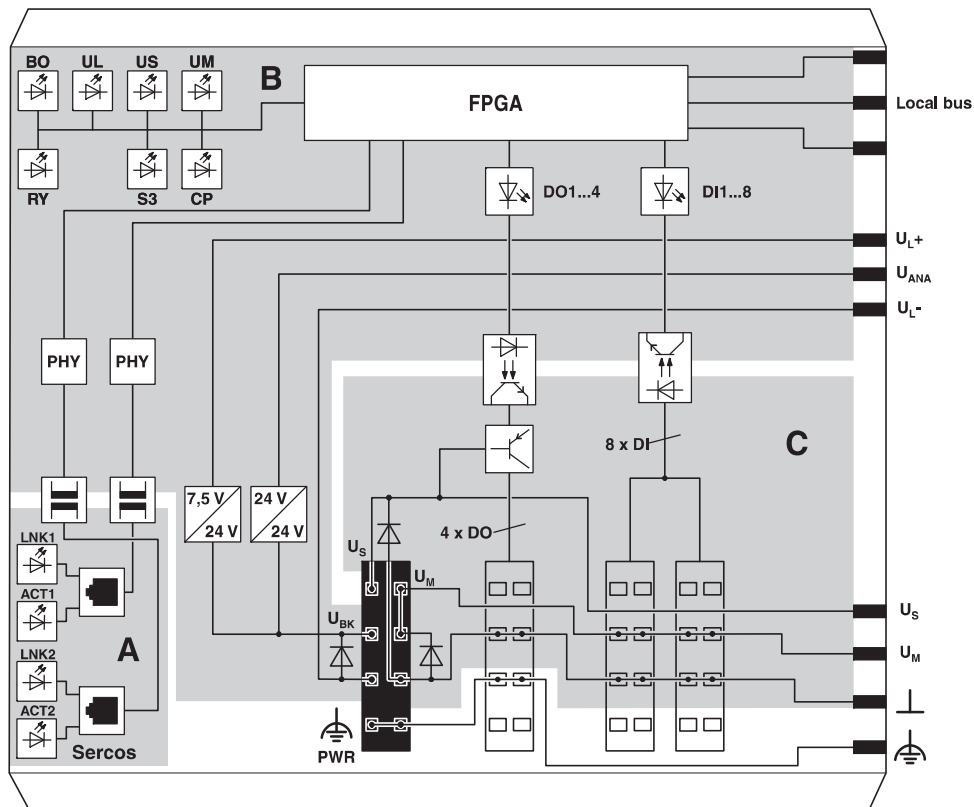 BO UL US UM
B
FPGA
Local bus
RY S3 CP
DO1...4
DI1...8
UL+
UANA
UL-
PHY
PHY
8 x DI
C
7,5 V
24 V
24 V
24 V
4 x DO
LNK1
US
UM
ACT1
UBK
US
A
LNK2
UM
ACT2
Sercos
PWR